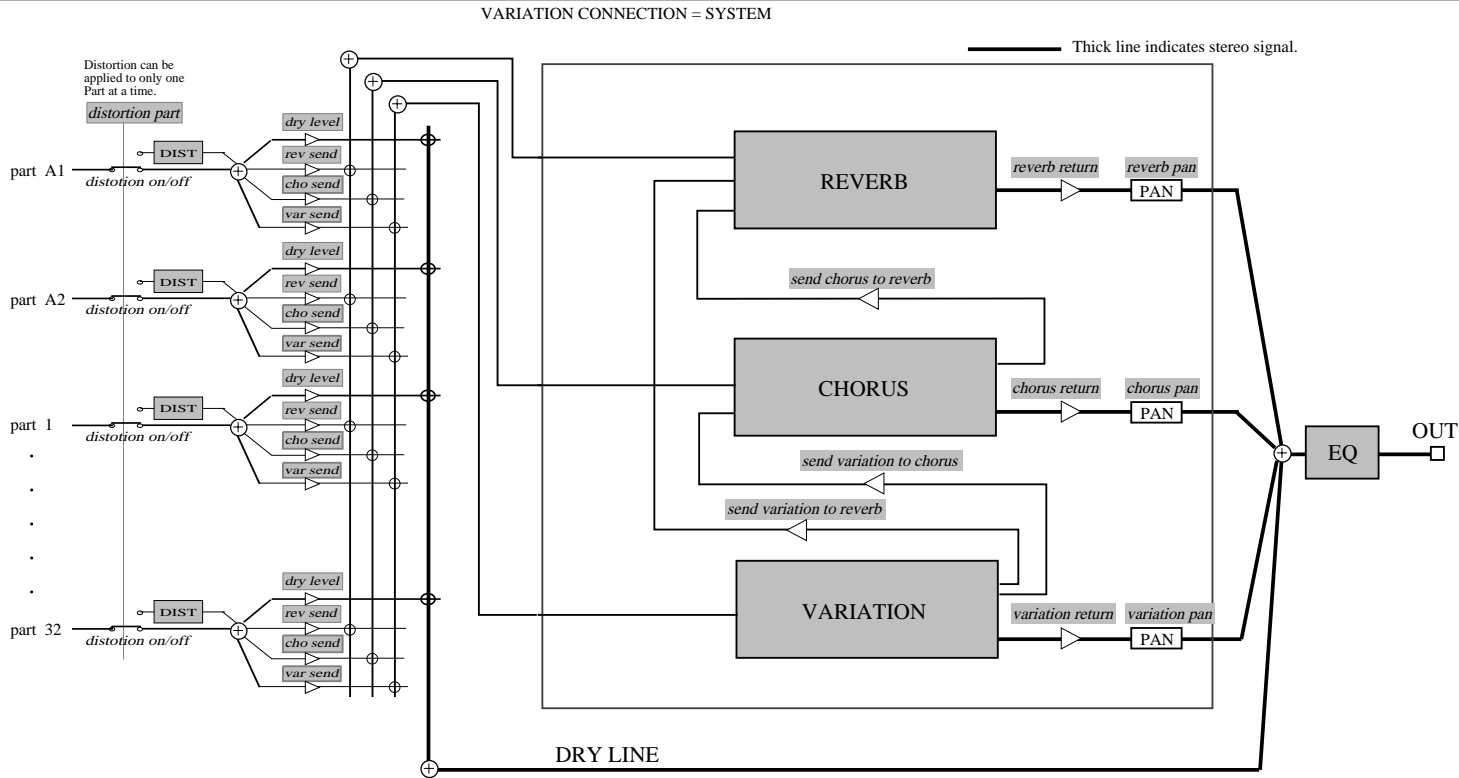 VARIATION CONNECTION = SYSTEM
Thick line indicates stereo signal.
Distortion can be
applied to only one
Part at a time.
distortion part
part A1
DIST
distotion on/off
dry level
rev send
cho send
var send
part A2
DIST
distotion on/off
dry level
rev send
cho send
var send
part 1
DIST
distotion on/off
dry level
rev send
cho send
var send
part 32
DIST
distotion on/off
dry level
rev send
cho send
var send
REVERB
reverb return
reverb pan
PAN
send chorus to reverb
CHORUS
chorus return
chorus pan
PAN
send variation to chorus
send variation to reverb
VARIATION
variation return
variation pan
PAN
EQ
OUT
DRY LINE